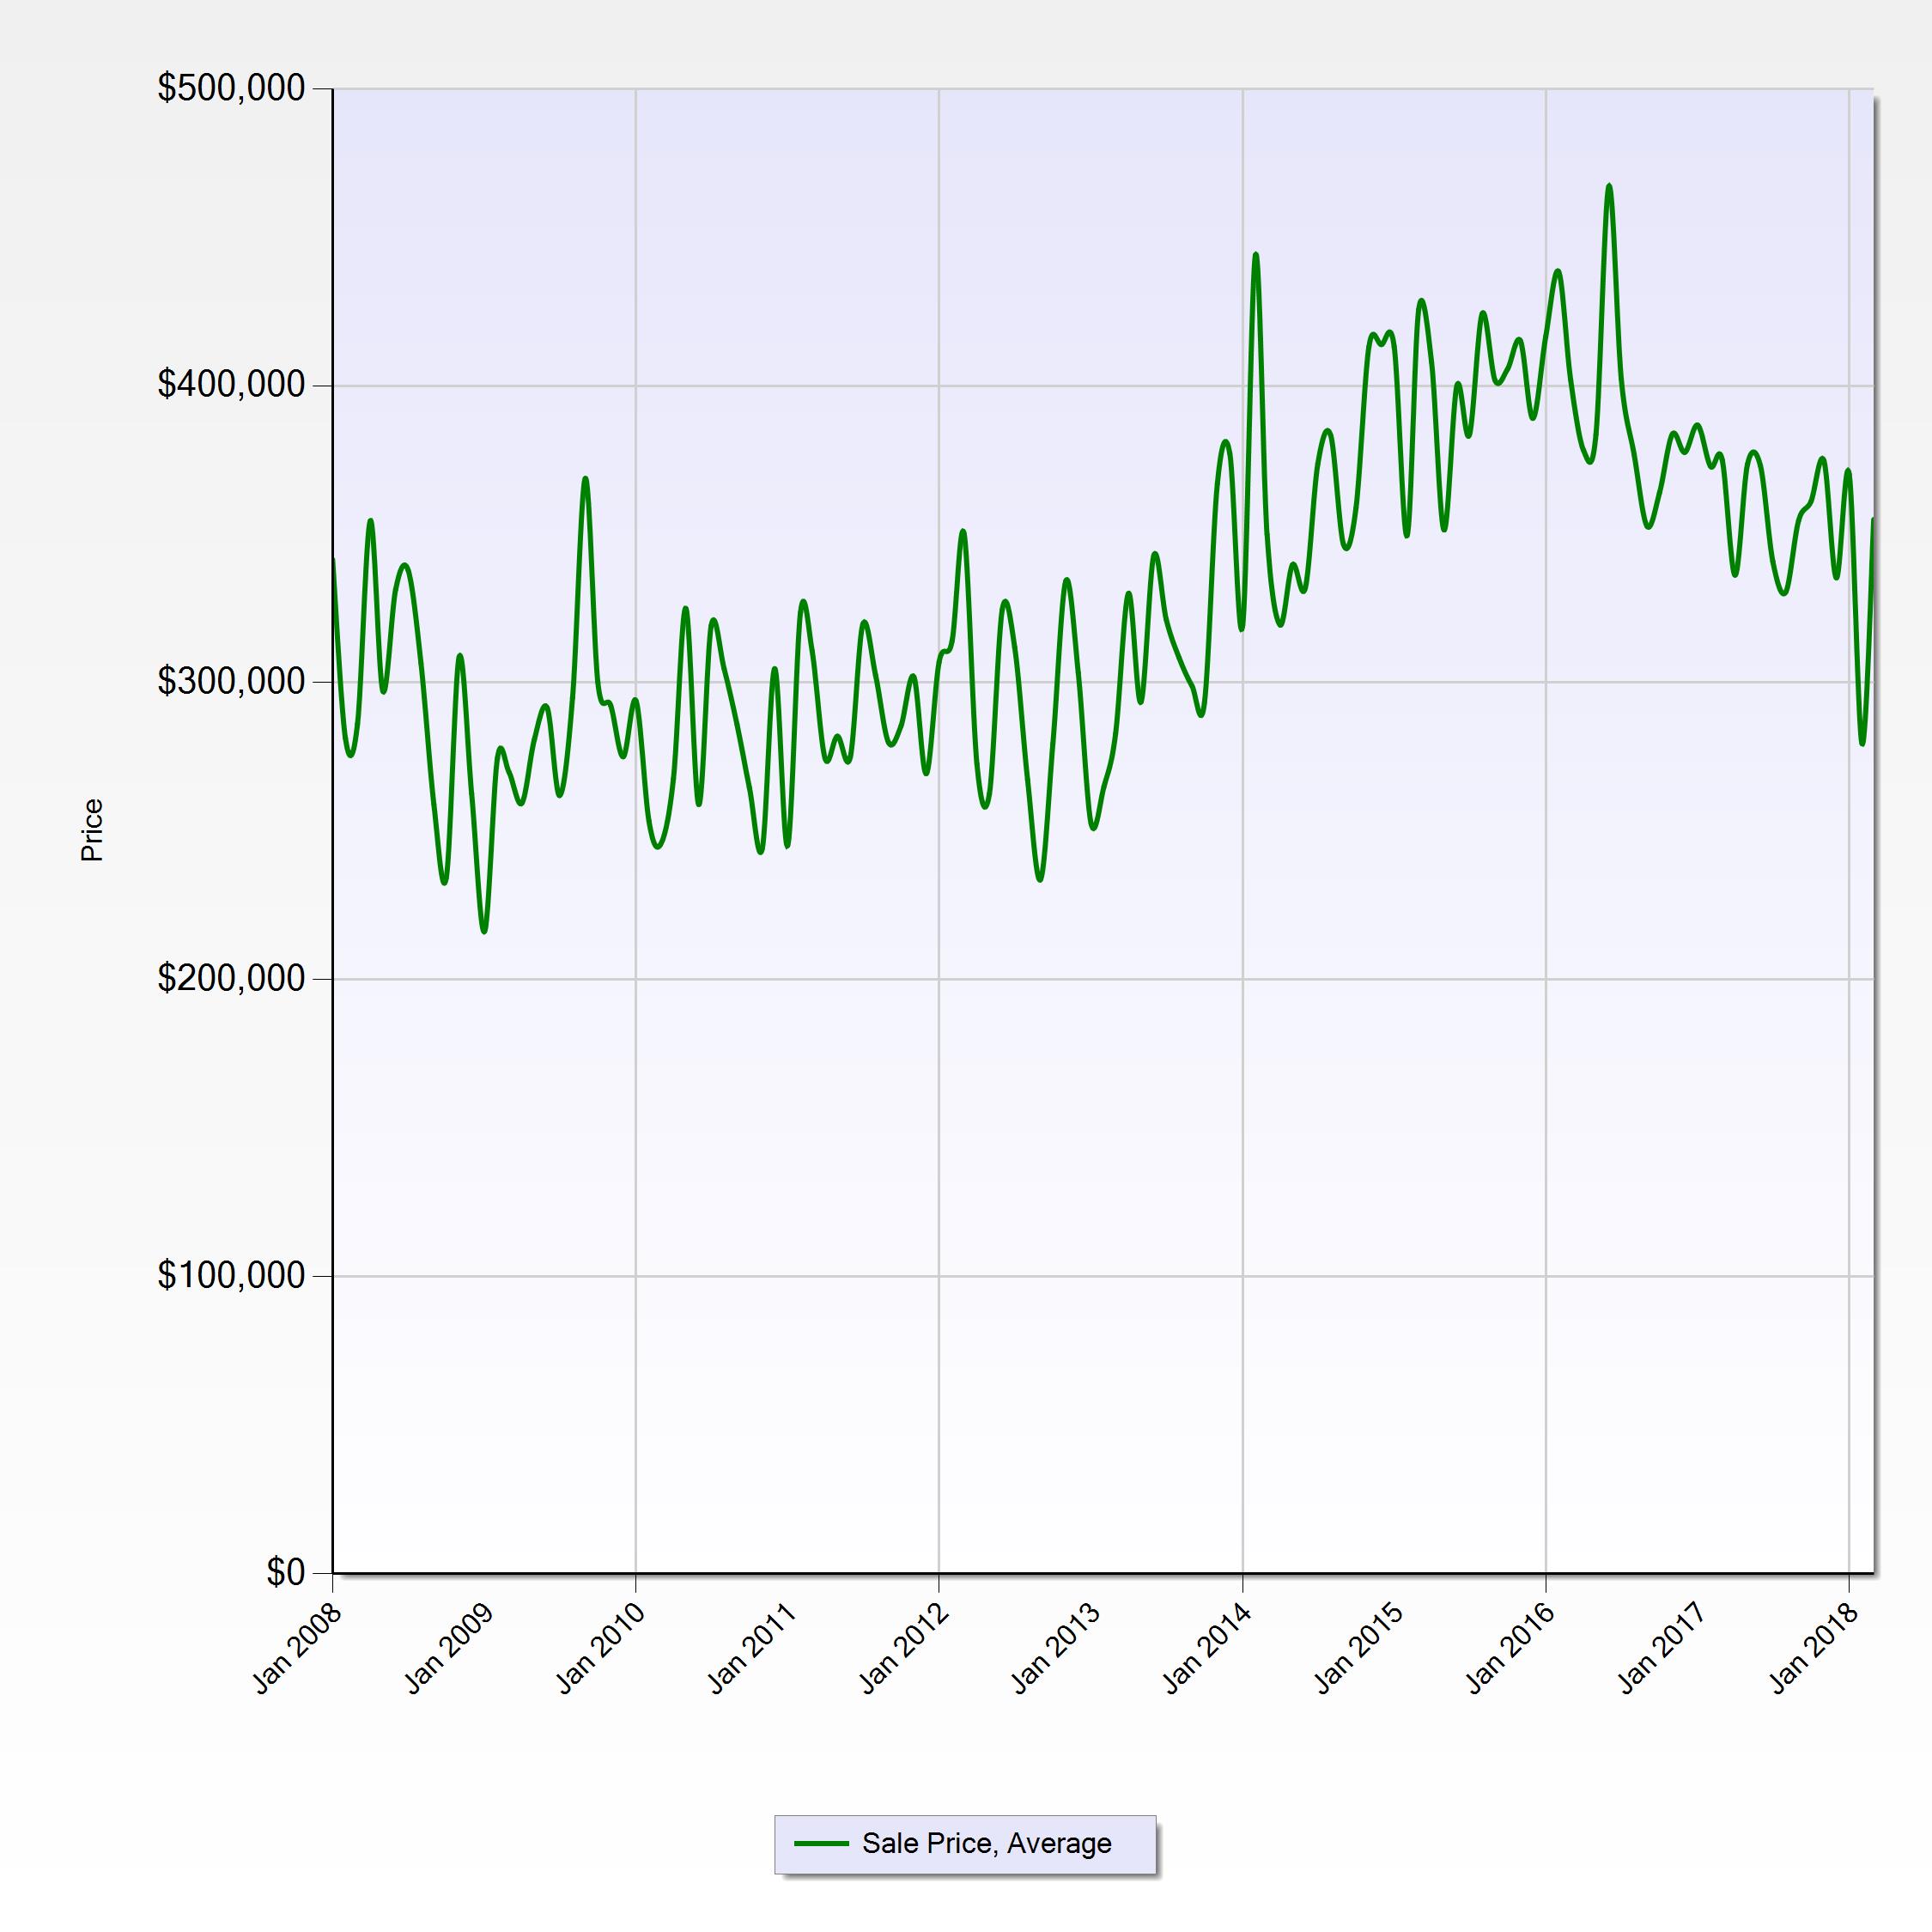 $500,000
$400,000
$300,000
$200,000
$100,000
$0
Price
Jan 2008
Jan 2009
Jan 2010
Jan 2011
Jan 2012
Jan 2013
Jan 2014
Jan 2015
Jan 2016
Jan 2017
Jan 2018
Sale Price, Average